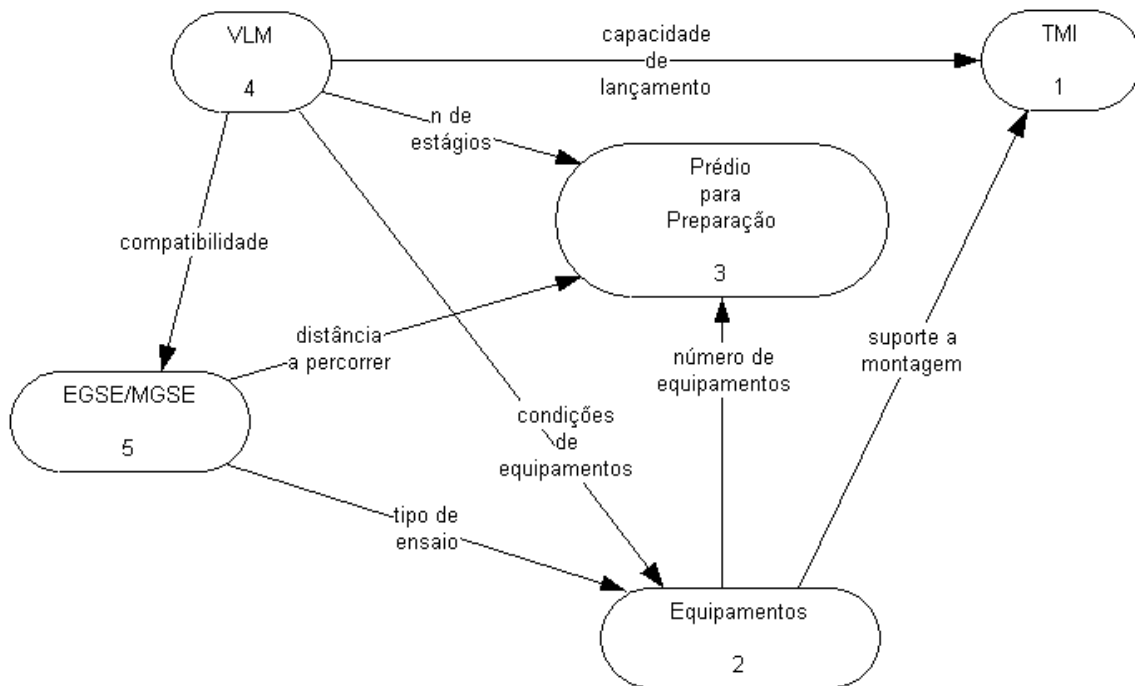 VLM
4
capacidade
de
lançamento
TMI
1
n de
estágios
Prédio
para
Preparação
3
compatibilidade
distância
a percorrer
número de
equipamentos
suporte a
montagem
EGSE/MGSE
5
condições
de
equipamentos
tipo de
ensaio
Equipamentos
2